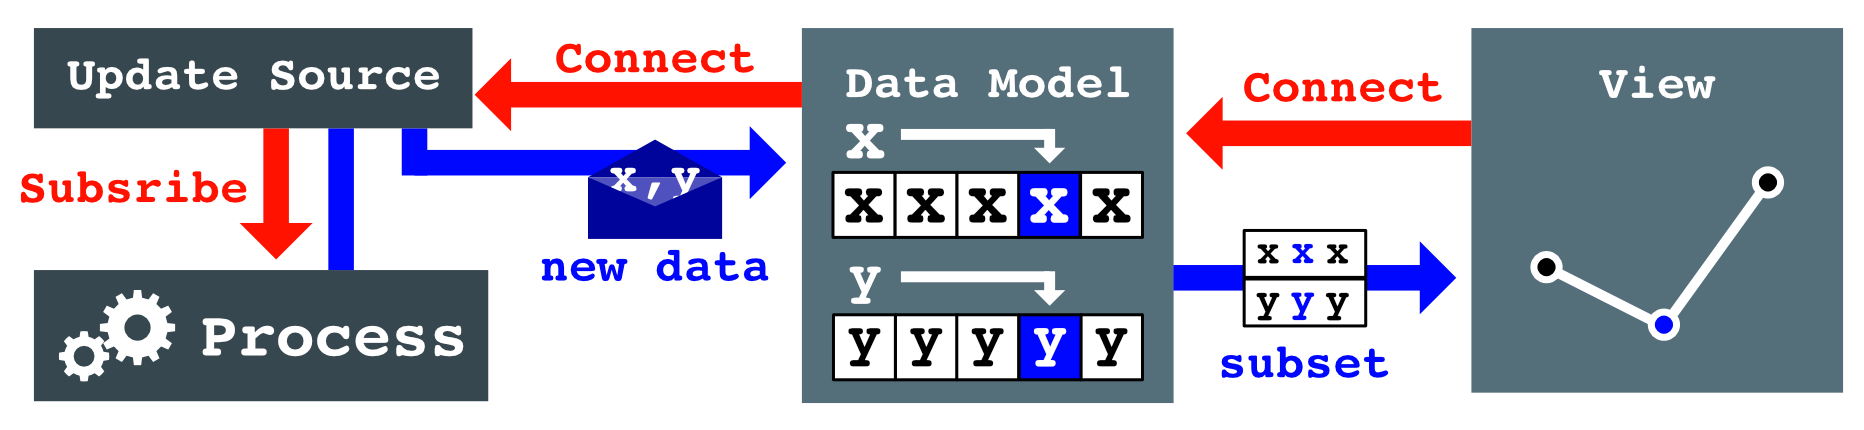 Update Source
Connect
Data Model
Connect
View
Subsribe
x,y
new data
x
x x x x x
y
y y y y y
x x x
y y y
subset
Process